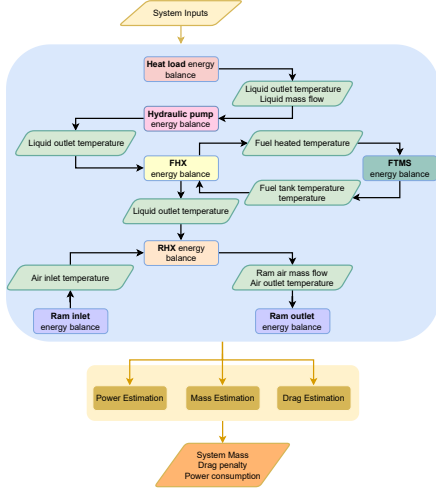 System Inputs
Heat load energy
balance
Liquid outlet temperature
Liquid mass flow
Hydraulic pump
energy balance
Liquid outlet temperature
Fuel heated temperature
FHX
energy balance
FTMS
energy balance
Fuel tank temperature
temperature
Liquid outlet temperature
RHX energy
balance
Air inlet temperature
Ram air mass flow
Air outlet temperature
Ram inlet
energy balance
Ram outlet
energy balance
Power Estimation
Mass Estimation
Drag Estimation
System Mass
Drag penalty
Power consumption